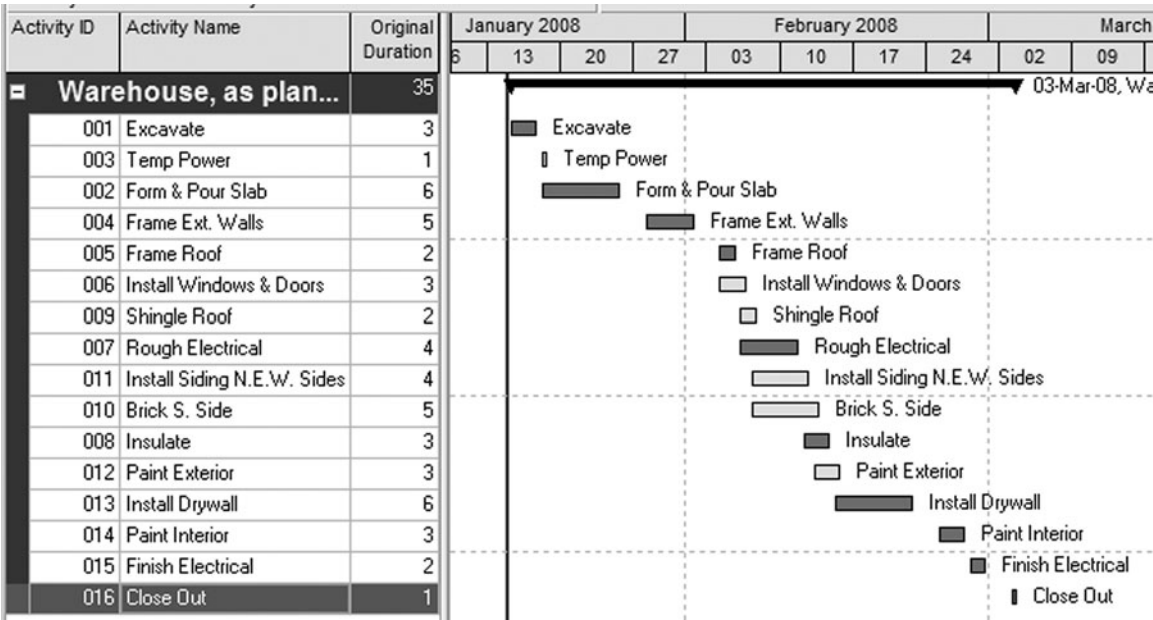 Activity ID Activity Name Original Duration January 2008 February 2008 March
6 13 20 27 03 10 17 24 02 09
Warehouse, as plan... 35 03-Mar-08, Wa
001 Excavate 3 Excavate
003 Temp Power 1 Temp Power
002 Form & Pour Slab 6 Form & Pour Slab
004 Frame Ext. Walls 5 Frame Ext. Walls
005 Frame Roof 2 Frame Roof
006 Install Windows & Doors 3 Install Windows & Doors
009 Shingle Roof 2 Shingle Roof
007 Rough Electrical 4 Rough Electrical
011 Install Siding N.E.W. Sides 4 Install Siding N.E.W. Sides
010 Brick S. Side 5 Brick S. Side
008 Insulate 3 Insulate
012 Paint Exterior 3 Paint Exterior
013 Install Drywall 6 Install Drywall
014 Paint Interior 3 Paint Interior
015 Finish Electrical 2 Finish Electrical
016 Close Out 1 Close Out